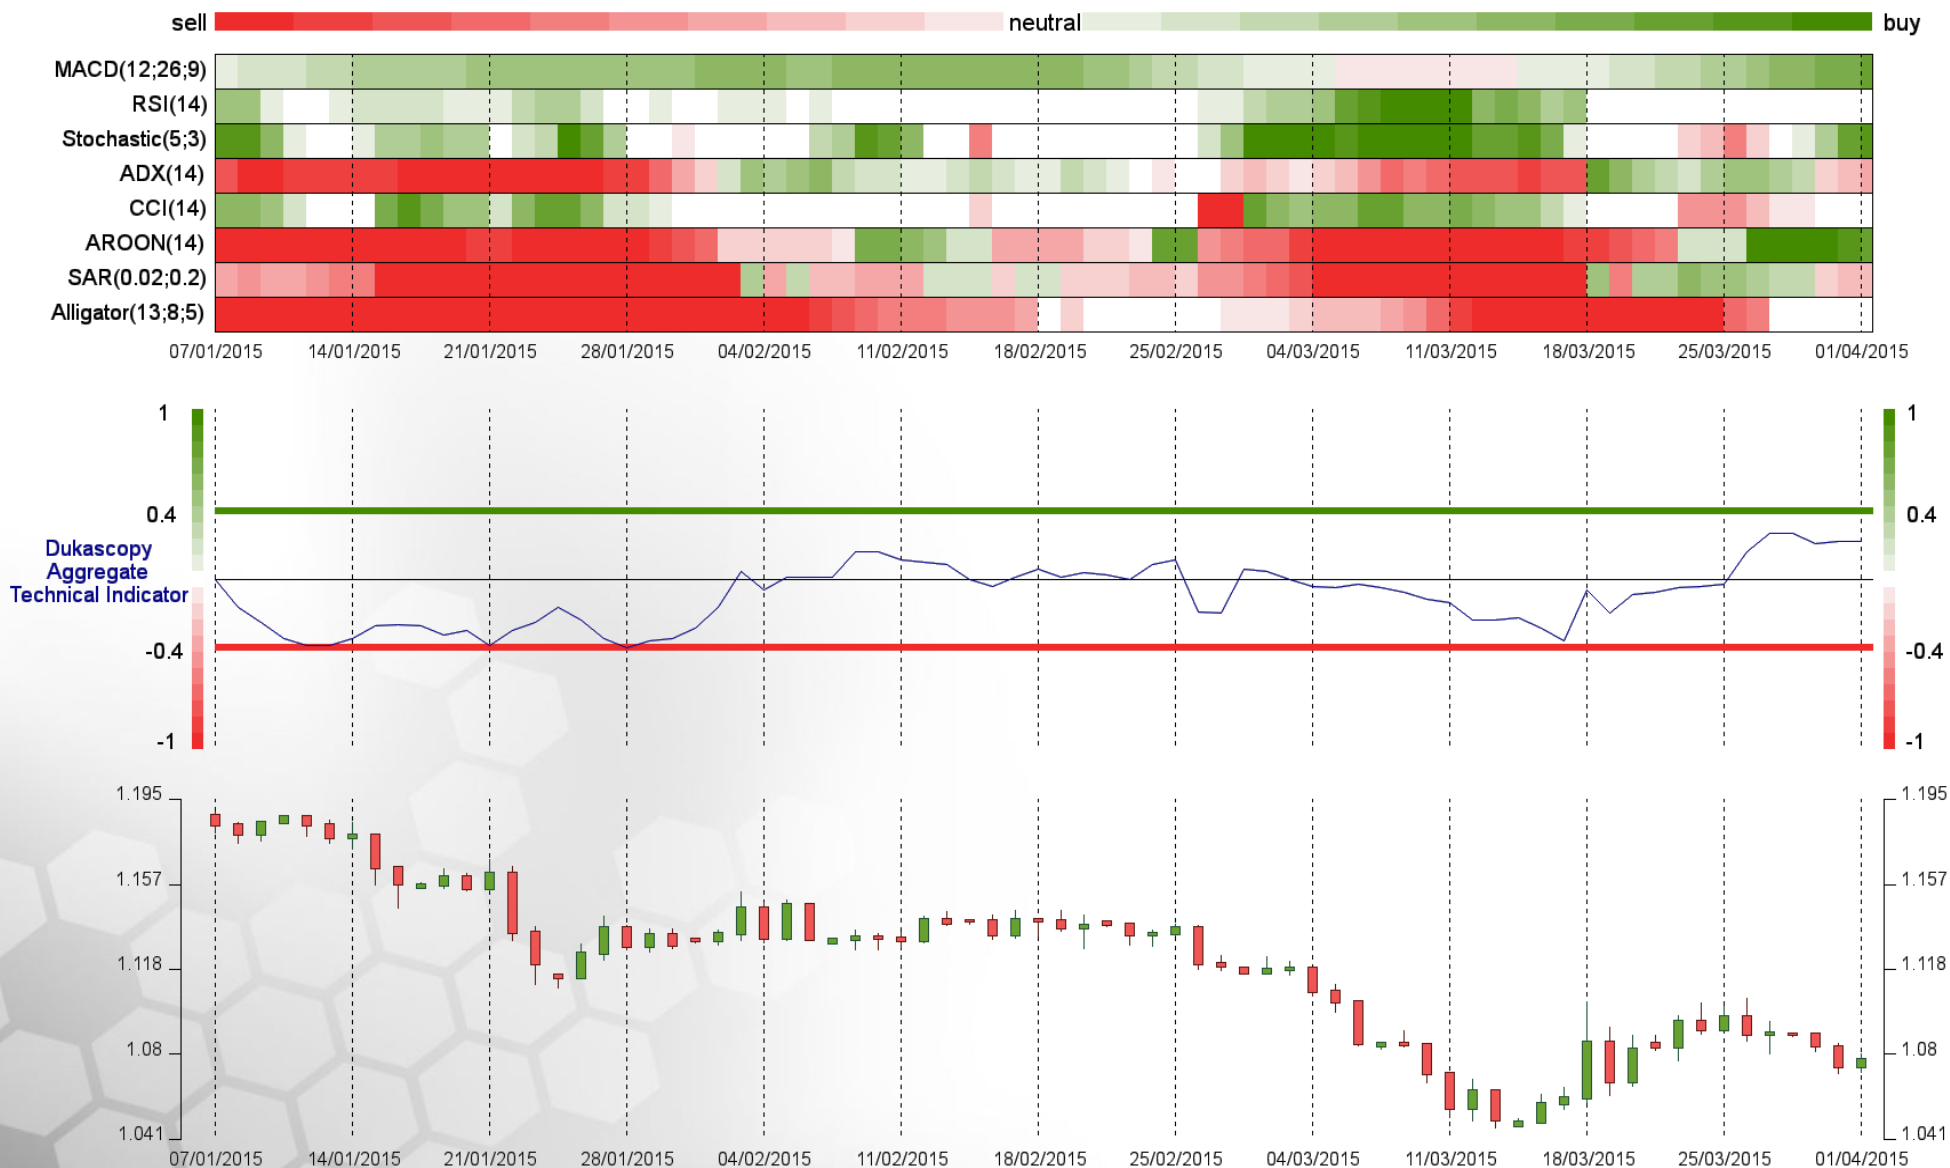 sell neutral buy
MACD(12;26;9)
RSI(14)
Stochastic(5;3)
ADX(14)
CCI(14)
AROON(14)
SAR(0.02;0.2)
Alligator(13;8;5)
07/01/2015 14/01/2015 21/01/2015 28/01/2015 04/02/2015 11/02/2015 18/02/2015 25/02/2015 04/03/2015 11/03/2015 18/03/2015 25/03/2015 01/04/2015
1 1
0.4 0.4
Dukascopy
Aggregate
Technical Indicator
-0.4 -0.4
-1 -1
1.195 1.195
1.157 1.157
1.118 1.118
1.08 1.08
1.041 1.041
07/01/2015 14/01/2015 21/01/2015 28/01/2015 04/02/2015 11/02/2015 18/02/2015 25/02/2015 04/03/2015 11/03/2015 18/03/2015 25/03/2015 01/04/2015